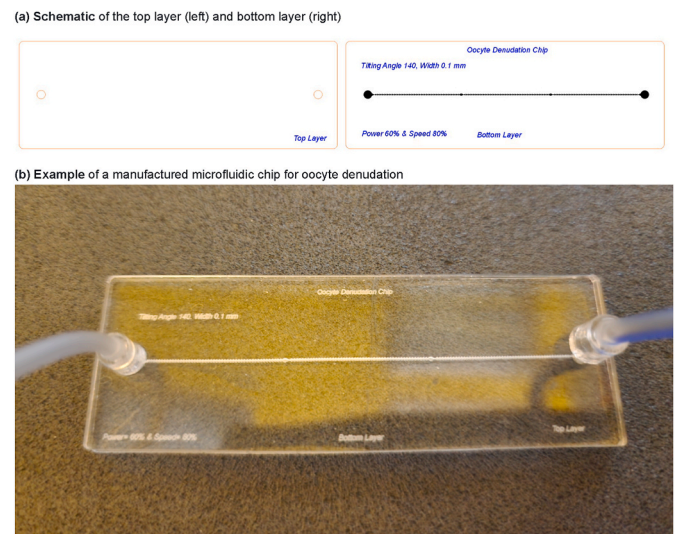 (a) Schematic of the top layer (left) and bottom layer (right)
Oocyte Denudation Chip
Tilting Angle 140, Width 0.1 mm
Top Layer
Power 60% & Speed 80%
Bottom Layer
(b) Example of a manufactured microfluidic chip for oocyte denudation
Oocyte Denudation Chip
Tilting Angle 140, Width 0.1 mm
Top Layer
Power= 60% & Speed= 80%
Bottom Layer